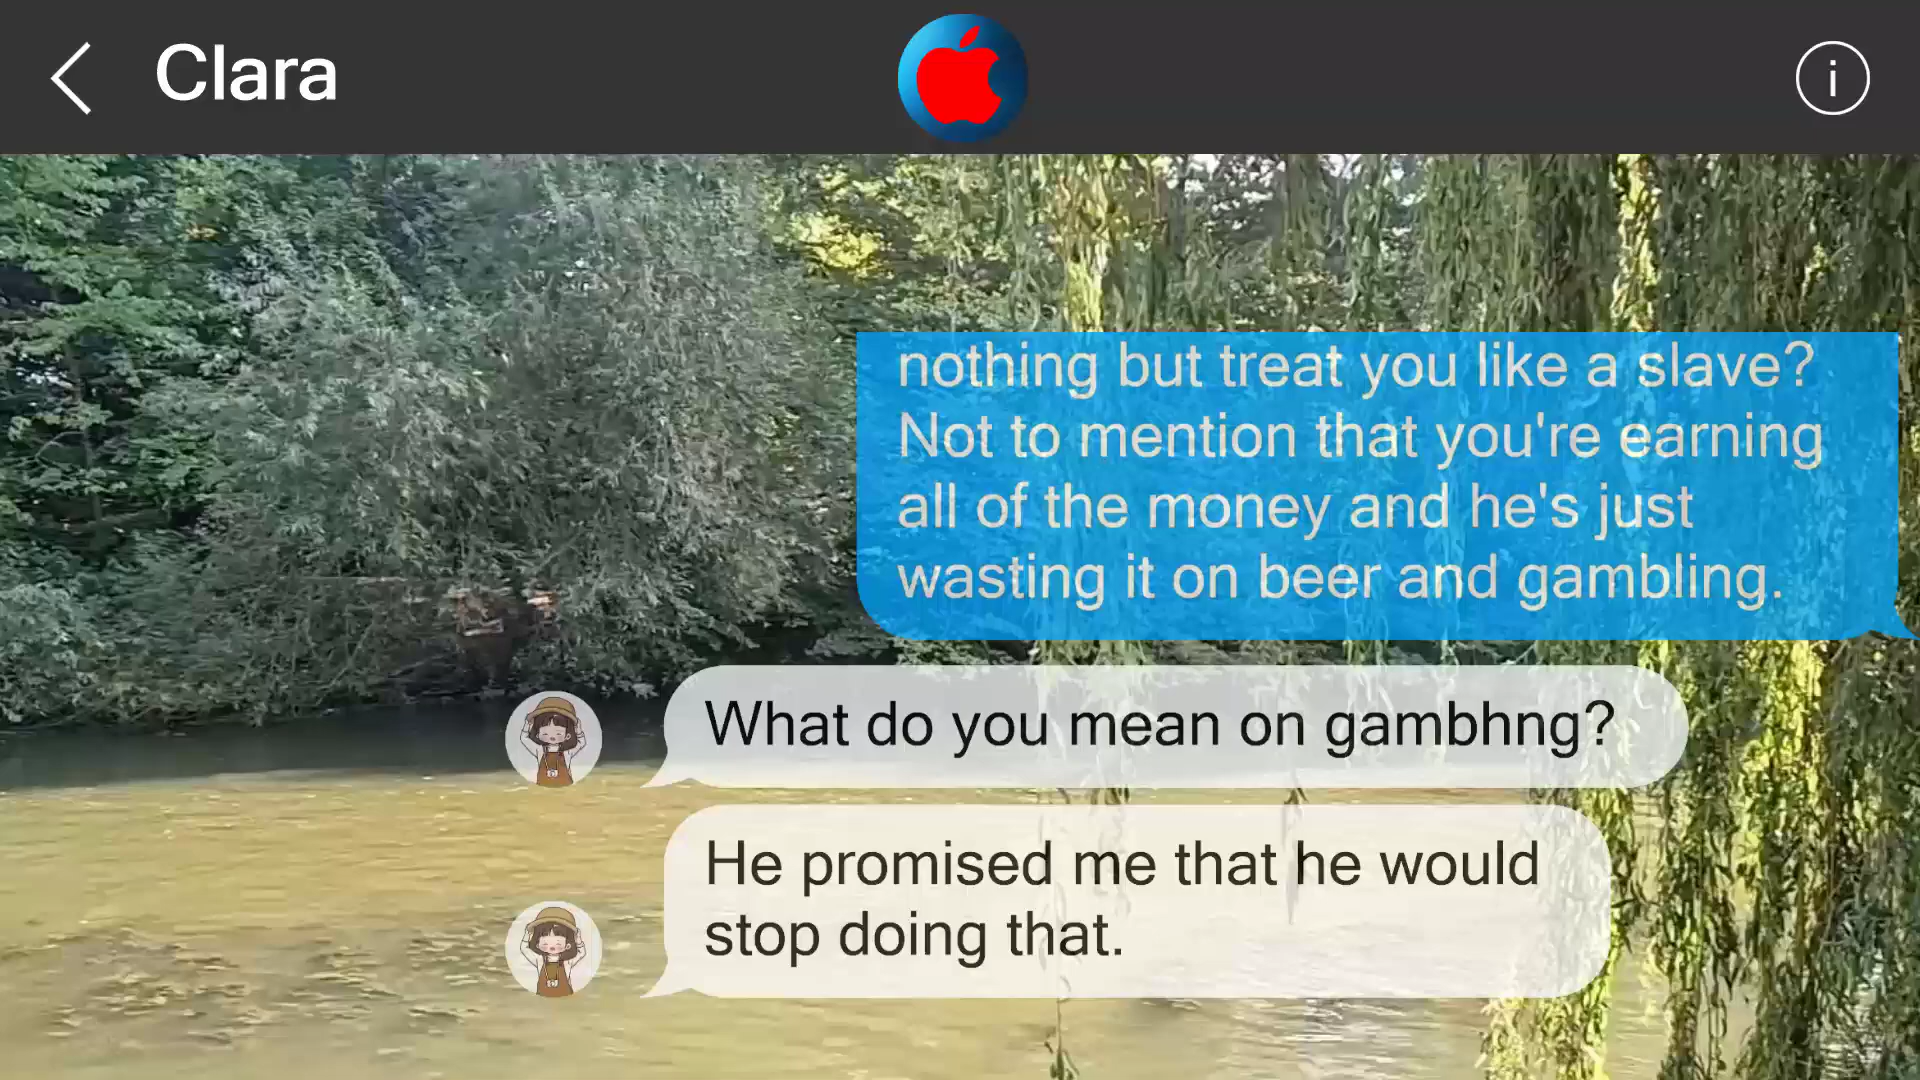 Clara
i
nothing but treat you like a slave?
Not to mention that you're earning
all of the money and he's just
wasting it on beer and gambling.
What do you mean on gambhng?
He promised me that he would
stop doing that.